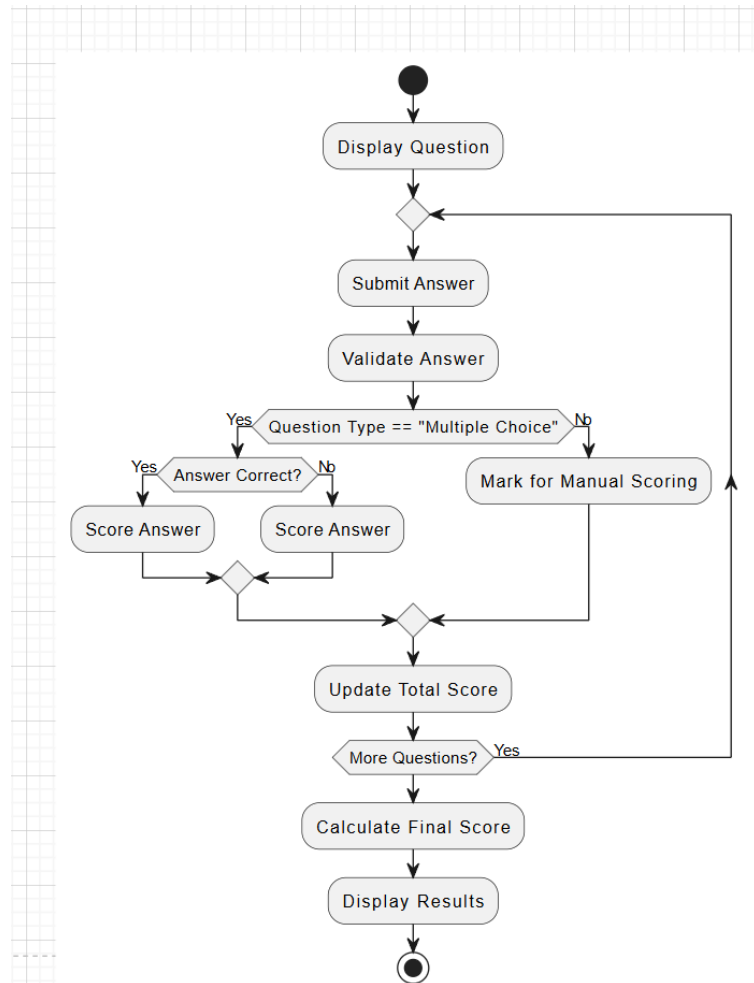 Display Question
Submit Answer
Validate Answer
Yes
Question Type == "Multiple Choice"
No
Yes
Answer Correct?
No
Mark for Manual Scoring
Score Answer
Score Answer
Update Total Score
More Questions?
Yes
Calculate Final Score
Display Results